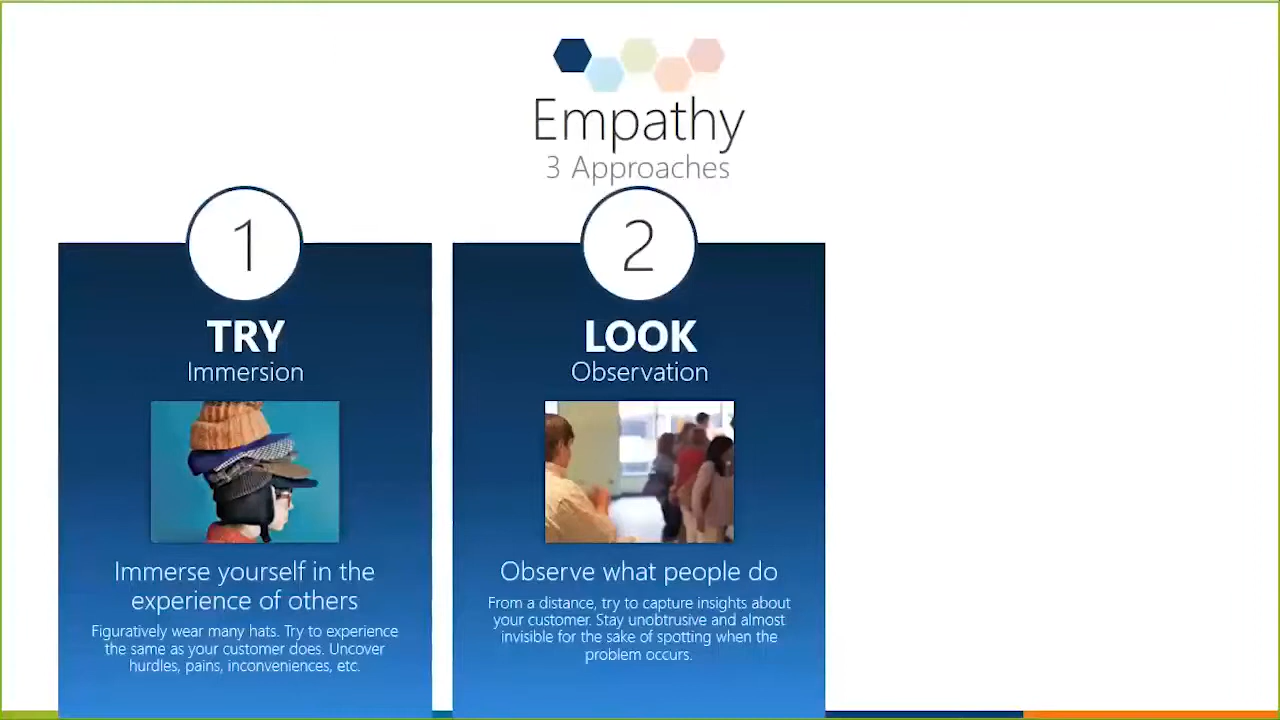 Empathy
3 Approaches
1
TRY
Immersion
Immerse yourself in the
experience of others
Figuratively wear many hats. Try to experience
the same as your customer does. Uncover
hurdles, pains, inconveniences, etc.
2
LOOK
Observation
Observe what people do
From a distance, try to capture insights about
your customer. Stay unobtrusive and almost
invisible for the sake of spotting when the
problem occurs.